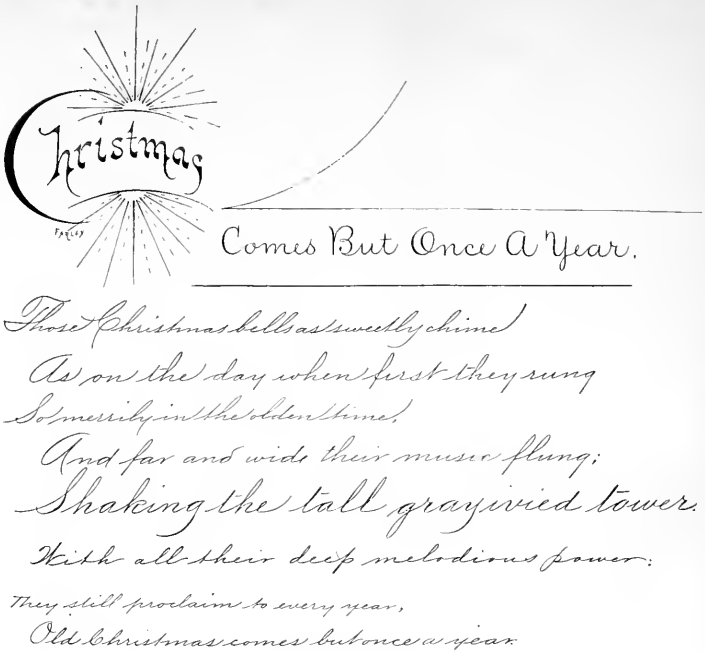 Christmas
FARLEY
Comes But Once A Year.
Those Christmas bells as sweetly chime
As on the day when first they rung
So merrily in the olden time,
And far and wide their music flung;
Shaking the tall gray ivied tower.
With all their deep melodious power:
They still proclaim to every year,
Old Christmas comes but once a year.